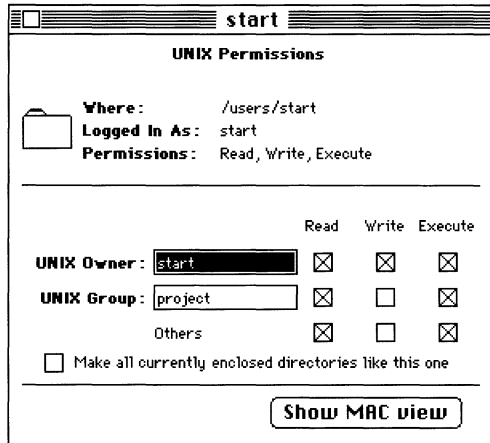 start
UNIX Permissions
Where: /users/start
Logged In As: start
Permissions: Read, Write, Execute
Read Write Execute
UNIX Owner: start
UNIX Group: project
Others
Make all currently enclosed directories like this one
Show MAC view